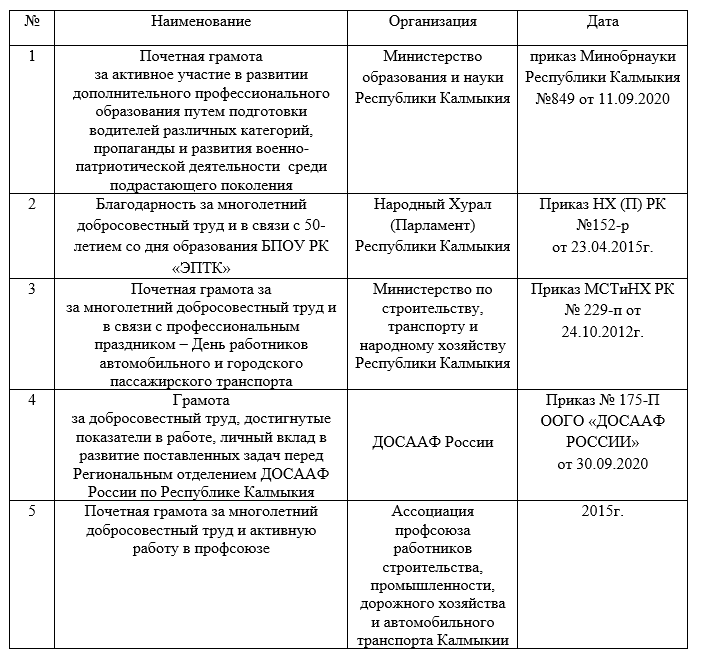 № Наименование Организация Дата
1 Почетная грамота
за активное участие в развитии
дополнительного профессионального
образования путем подготовки
водителей различных категорий,
пропаганды и развития военно-
патриотической деятельности среди
подрастающего поколения
Министерство
образования и науки
Республики Калмыкия
приказ Минобрнауки
Республики Калмыкия
№849 от 11.09.2020
2 Благодарность за многолетний
добросовестный труд и в связи с 50-
летием со дня образования БПОУ РК
«ЭПТК»
Народный Хурал
(Парламент)
Республики Калмыкия
Приказ НХ (П) РК
№152-р
от 23.04.2015г.
3 Почетная грамота за
за многолетний добросовестный труд и
в связи с профессиональным
праздником – День работников
автомобильного и городского
пассажирского транспорта
Министерство по
строительству,
транспорту и
народному хозяйству
Республики Калмыкия
Приказ МСТиНХ РК
№ 229-п от
24.10.2012г.
4 Грамота
за добросовестный труд, достигнутые
показатели в работе, личный вклад в
развитие поставленных задач перед
Региональным отделением ДОСААФ
России по Республике Калмыкия
ДОСААФ России
Приказ № 175-П
ООГО «ДОСААФ
РОССИИ»
от 30.09.2020
5 Почетная грамота за многолетний
добросовестный труд и активную
работу в профсоюзе
Ассоциация
профсоюза
работников
строительства,
промышленности,
дорожного хозяйства
и автомобильного
транспорта Калмыкии
2015г.